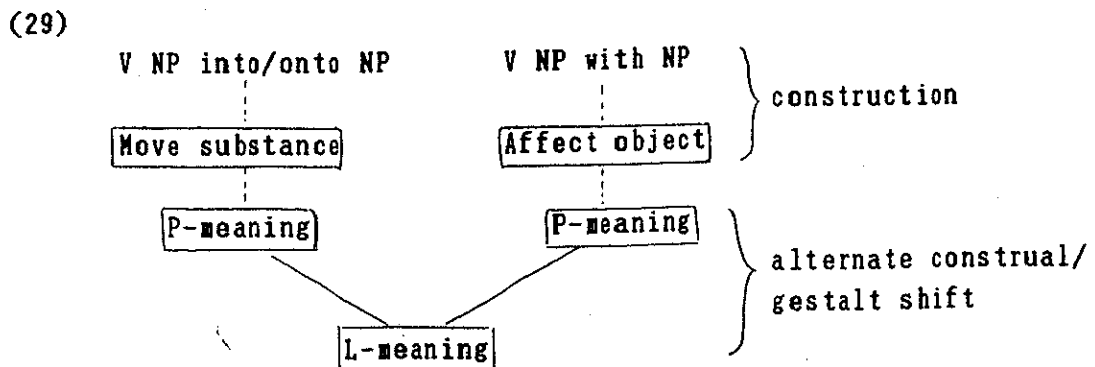 (29)
V NP into/onto NP V NP with NP
construction
Move substance Affect object
P-meaning P-meaning
alternate construal/
gestalt shift
L-meaning